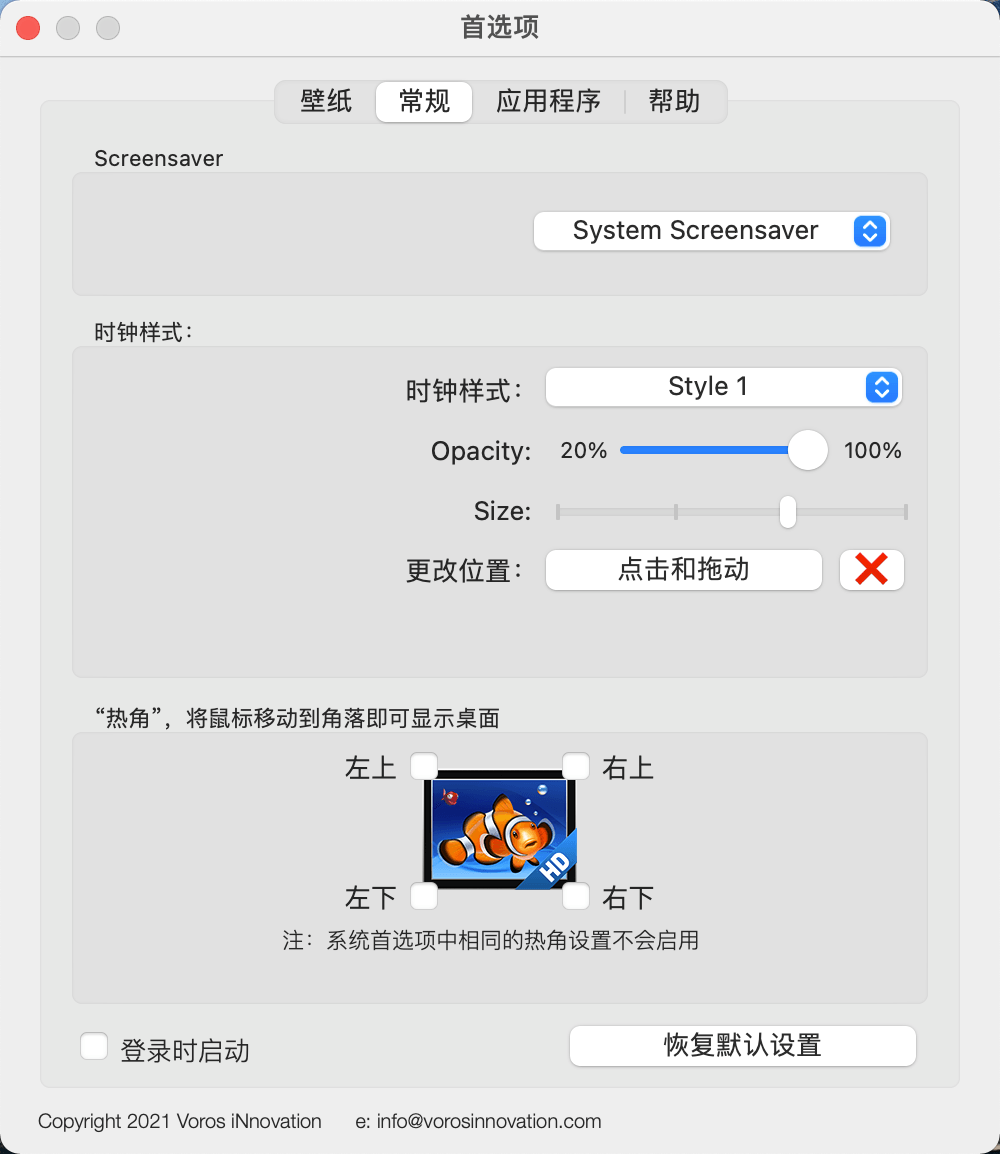 首选项
壁纸 常规 应用程序 帮助
Screensaver
System Screensaver
时钟样式：
时钟样式： Style 1
Opacity: 20% 100%
Size:
更改位置： 点击和拖动
“热角”，将鼠标移动到角落即可显示桌面
左上 右上
HD
左下 右下
注：系统首选项中相同的热角设置不会启用
登录时启动 恢复默认设置
Copyright 2021 Voros iNnovation e: info@vorosinnovation.com